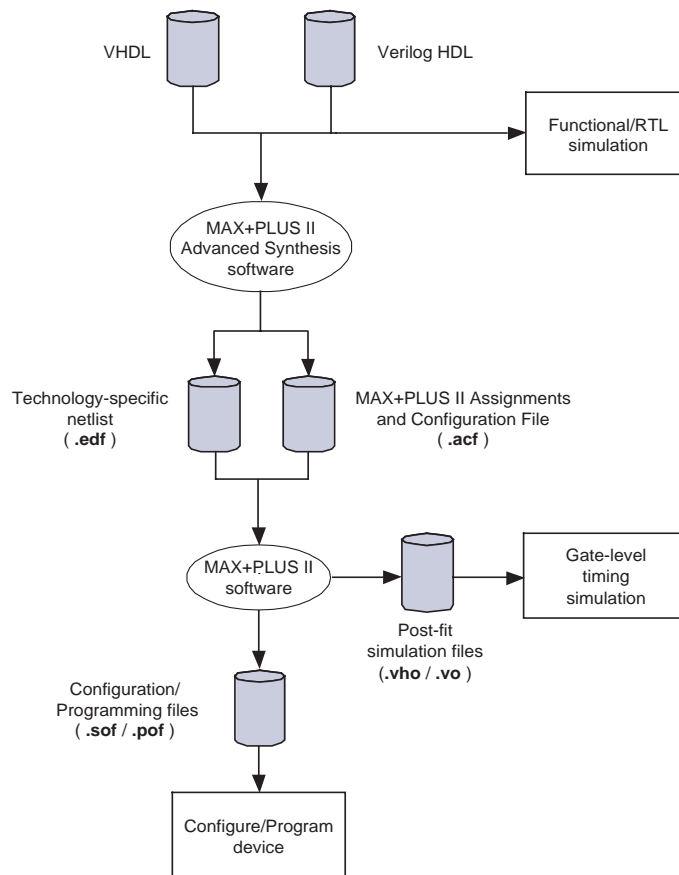 VHDL
Verilog HDL
Functional/RTL
simulation
MAX+PLUS II
Advanced Synthesis
software
Technology-specific
netlist
( .edf )
MAX+PLUS II Assignments
and Configuration File
( .acf )
MAX+PLUS II
software
Gate-level
timing
simulation
Post-fit
simulation files
(.vho / .vo )
Configuration/
Programming files
( .sof / .pof )
Configure/Program
device